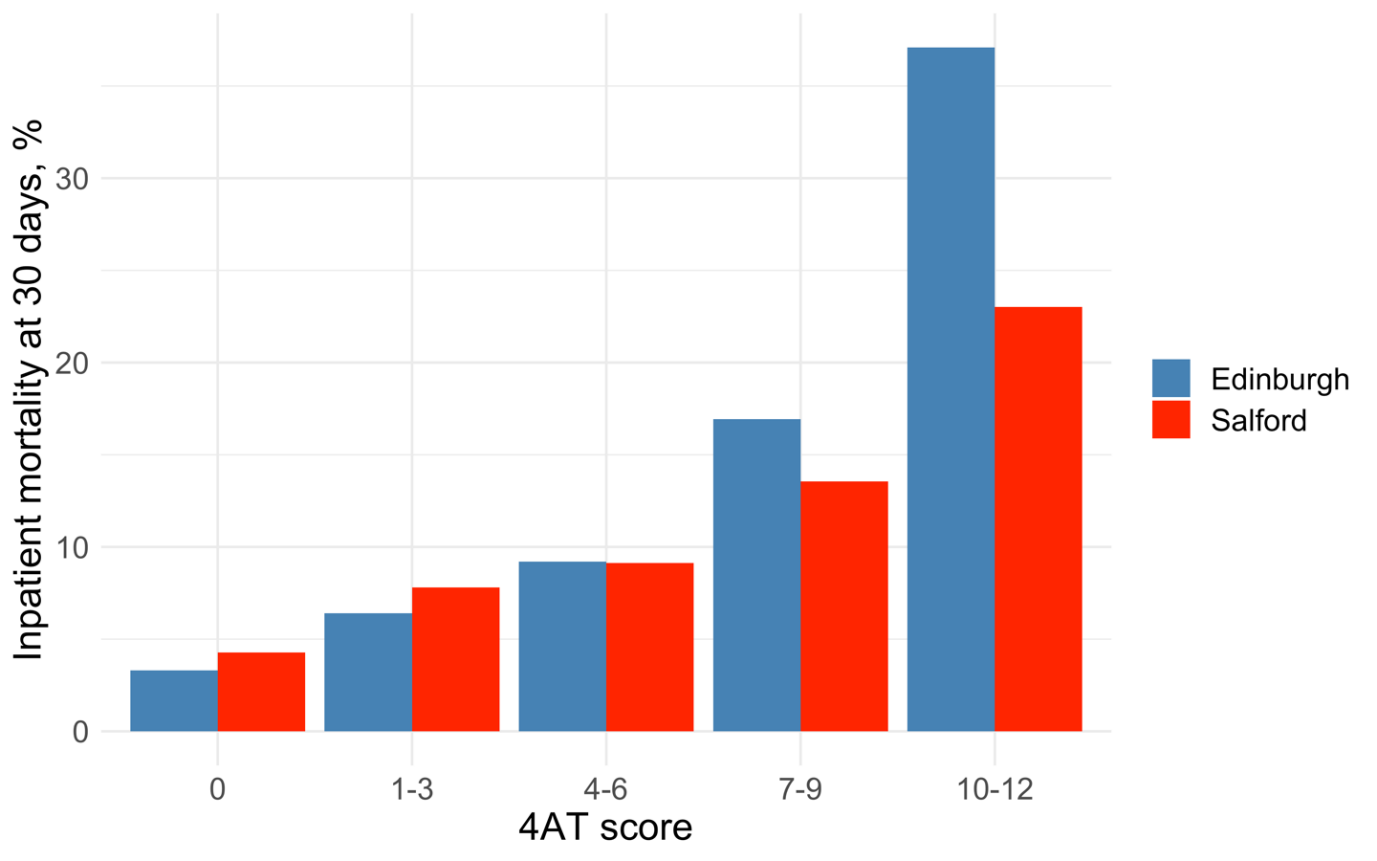 Inpatient mortality at 30 days, %
30
20
10
0
0 1-3 4-6 7-9 10-12
4AT score
Edinburgh
Salford